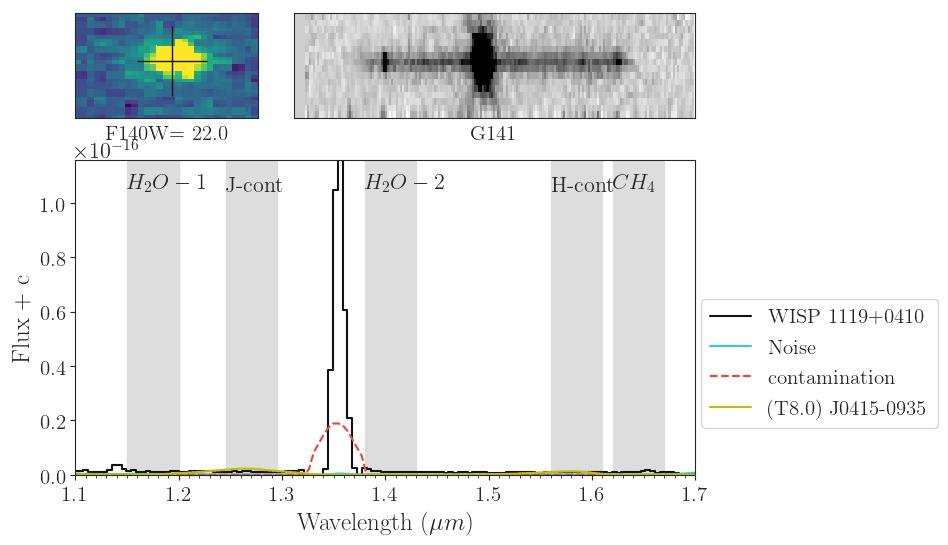 F140W= 22.0
G141
×10⁻¹⁶
H₂O − 1
J-cont
H₂O − 2
H-cont
CH₄
1.0
0.8
0.6
0.4
0.2
0.0
Flux + c
1.1
1.2
1.3
1.4
1.5
1.6
1.7
Wavelength (μm)
WISP 1119+0410
Noise
contamination
(T8.0) J0415-0935